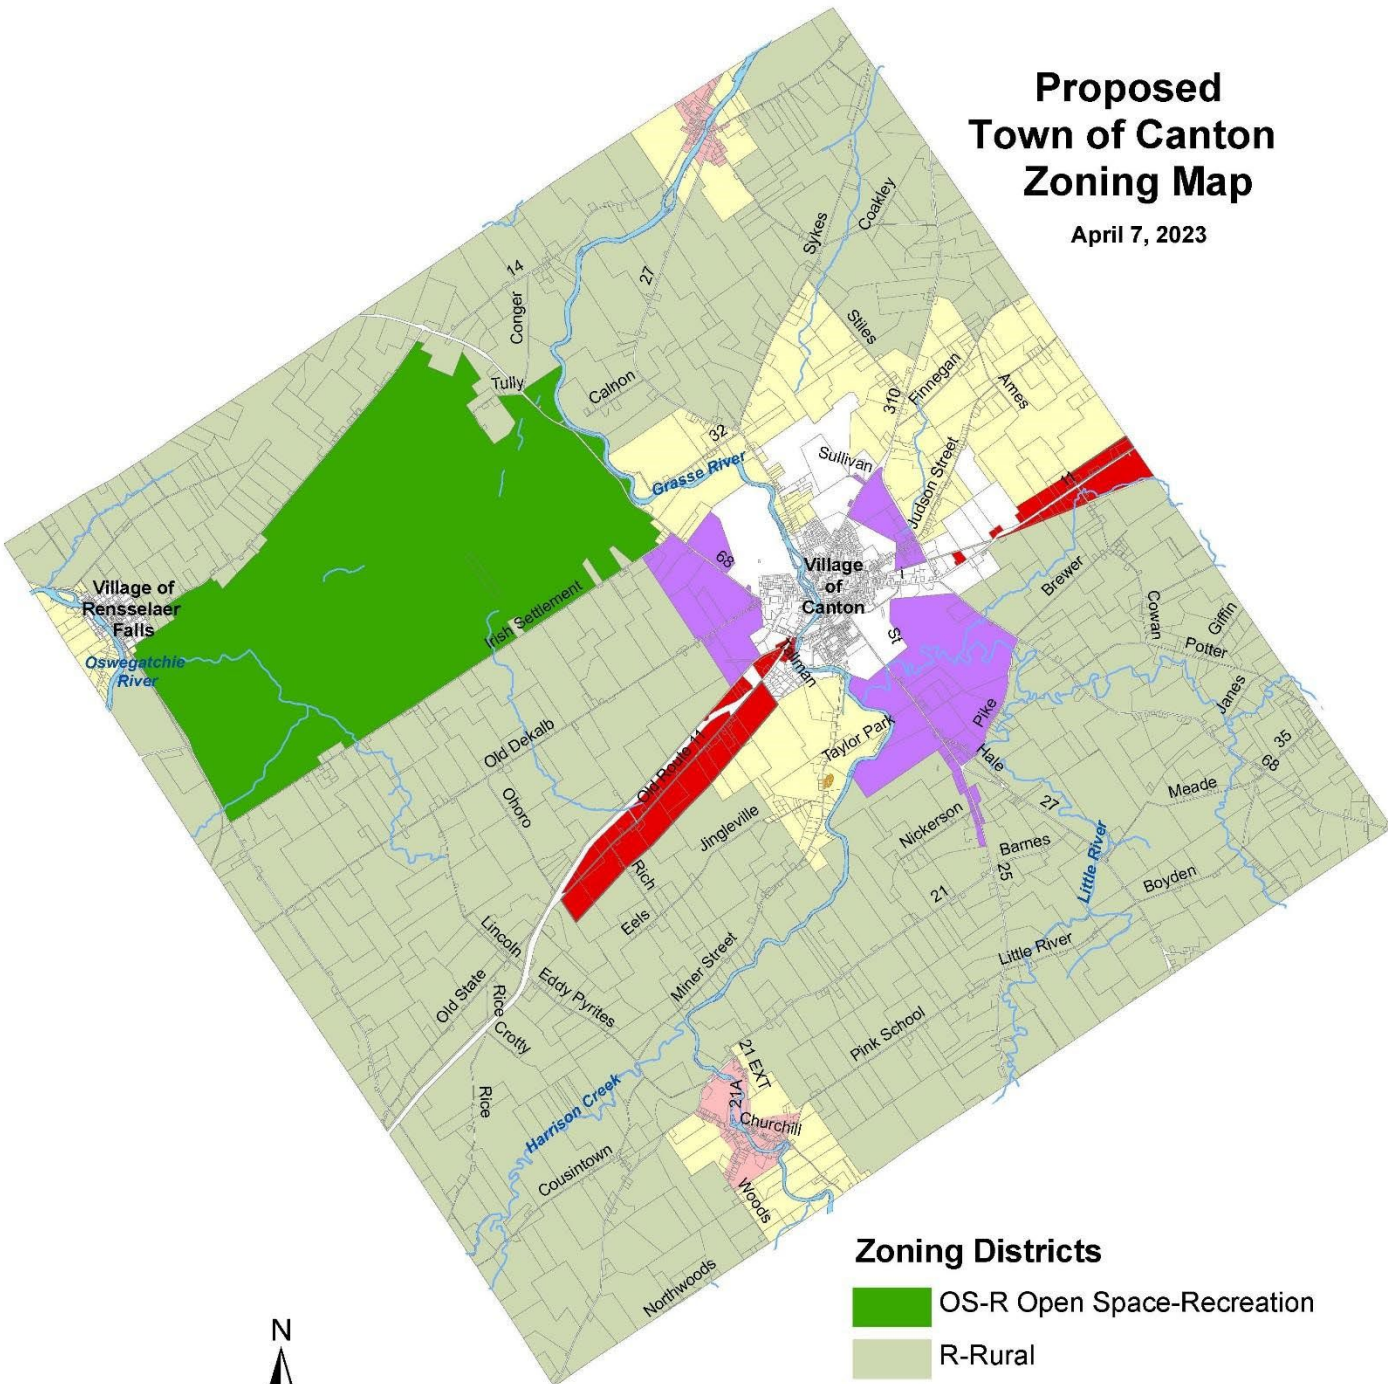 Proposed
Town of Canton
Zoning Map
April 7, 2023
Sykes
Coakley
14
27
Conger
Stiles
Tully
Calnon
310
Finnegan
Ames
32
Sullivan
Grasse River
Judson Street
11
68
Village
of
Canton
Village of
Rensselaer
Falls
Irish Settlement
Brewer
Cowan
Giffin
Potter
St
Tallman
Oswegatchie
River
Janes
Pike
Taylor Park
Old Dekalb
Hale
35
68
Old Route 11
Ohoro
Meade
27
Jingleville
Nickerson
Barnes
Rich
25
Little River
Boyden
Eels
21
Lincoln
Little River
Miner Street
Eddy Pyrites
Old State
Rice
Crotty
Pink School
21 EXT
Rice
21A
Harrison Creek
Churchill
Cousintown
Woods
Northwoods
Zoning Districts
OS-R Open Space-Recreation
R-Rural
N